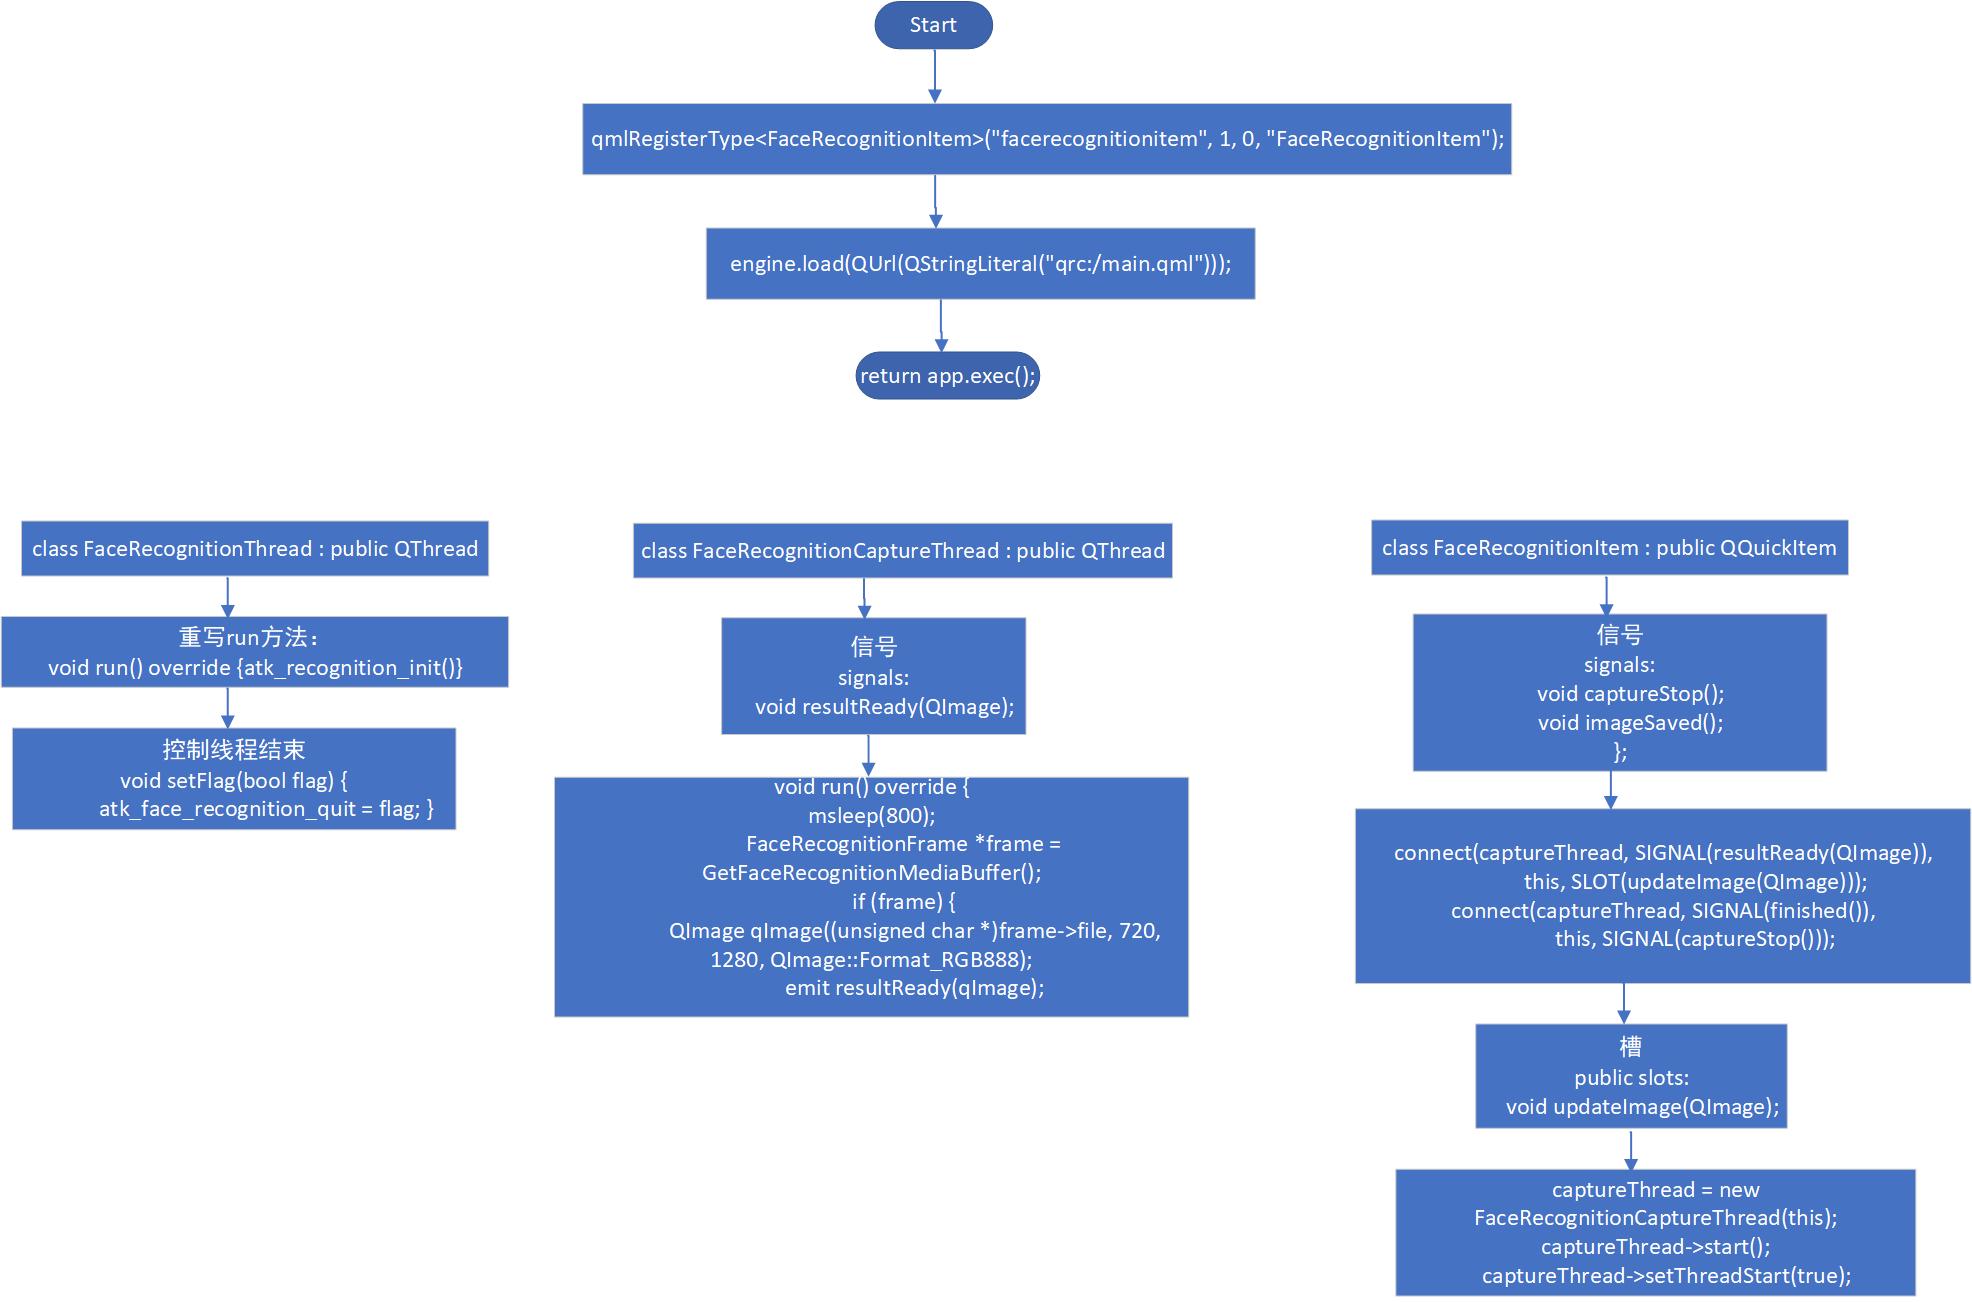 Start
qmlRegisterType<FaceRecognitionItem>("facerecognitionitem", 1, 0, "FaceRecognitionItem");
engine.load(QUrl(QStringLiteral("qrc:/main.qml")));
return app.exec();
class FaceRecognitionThread : public QThread
重写run方法：
void run() override {atk_recognition_init()}
控制线程结束
void setFlag(bool flag) {
atk_face_recognition_quit = flag; }
class FaceRecognitionCaptureThread : public QThread
信号
signals:
void resultReady(QImage);
void run() override {
msleep(800);
FaceRecognitionFrame *frame =
GetFaceRecognitionMediaBuffer();
if (frame) {
QImage qImage((unsigned char *)frame->file, 720,
1280, QImage::Format_RGB888);
emit resultReady(qImage);
class FaceRecognitionItem : public QQuickItem
信号
signals:
void captureStop();
void imageSaved();
};
connect(captureThread, SIGNAL(resultReady(QImage)),
this, SLOT(updateImage(QImage)));
connect(captureThread, SIGNAL(finished()),
this, SIGNAL(captureStop()));
槽
public slots:
void updateImage(QImage);
captureThread = new
FaceRecognitionCaptureThread(this);
captureThread->start();
captureThread->setThreadStart(true);